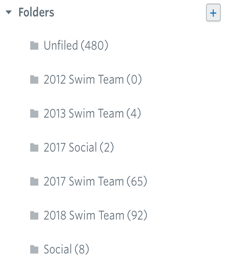 Folders +
Unfiled (480)
2012 Swim Team (0)
2013 Swim Team (4)
2017 Social (2)
2017 Swim Team (65)
2018 Swim Team (92)
Social (8)